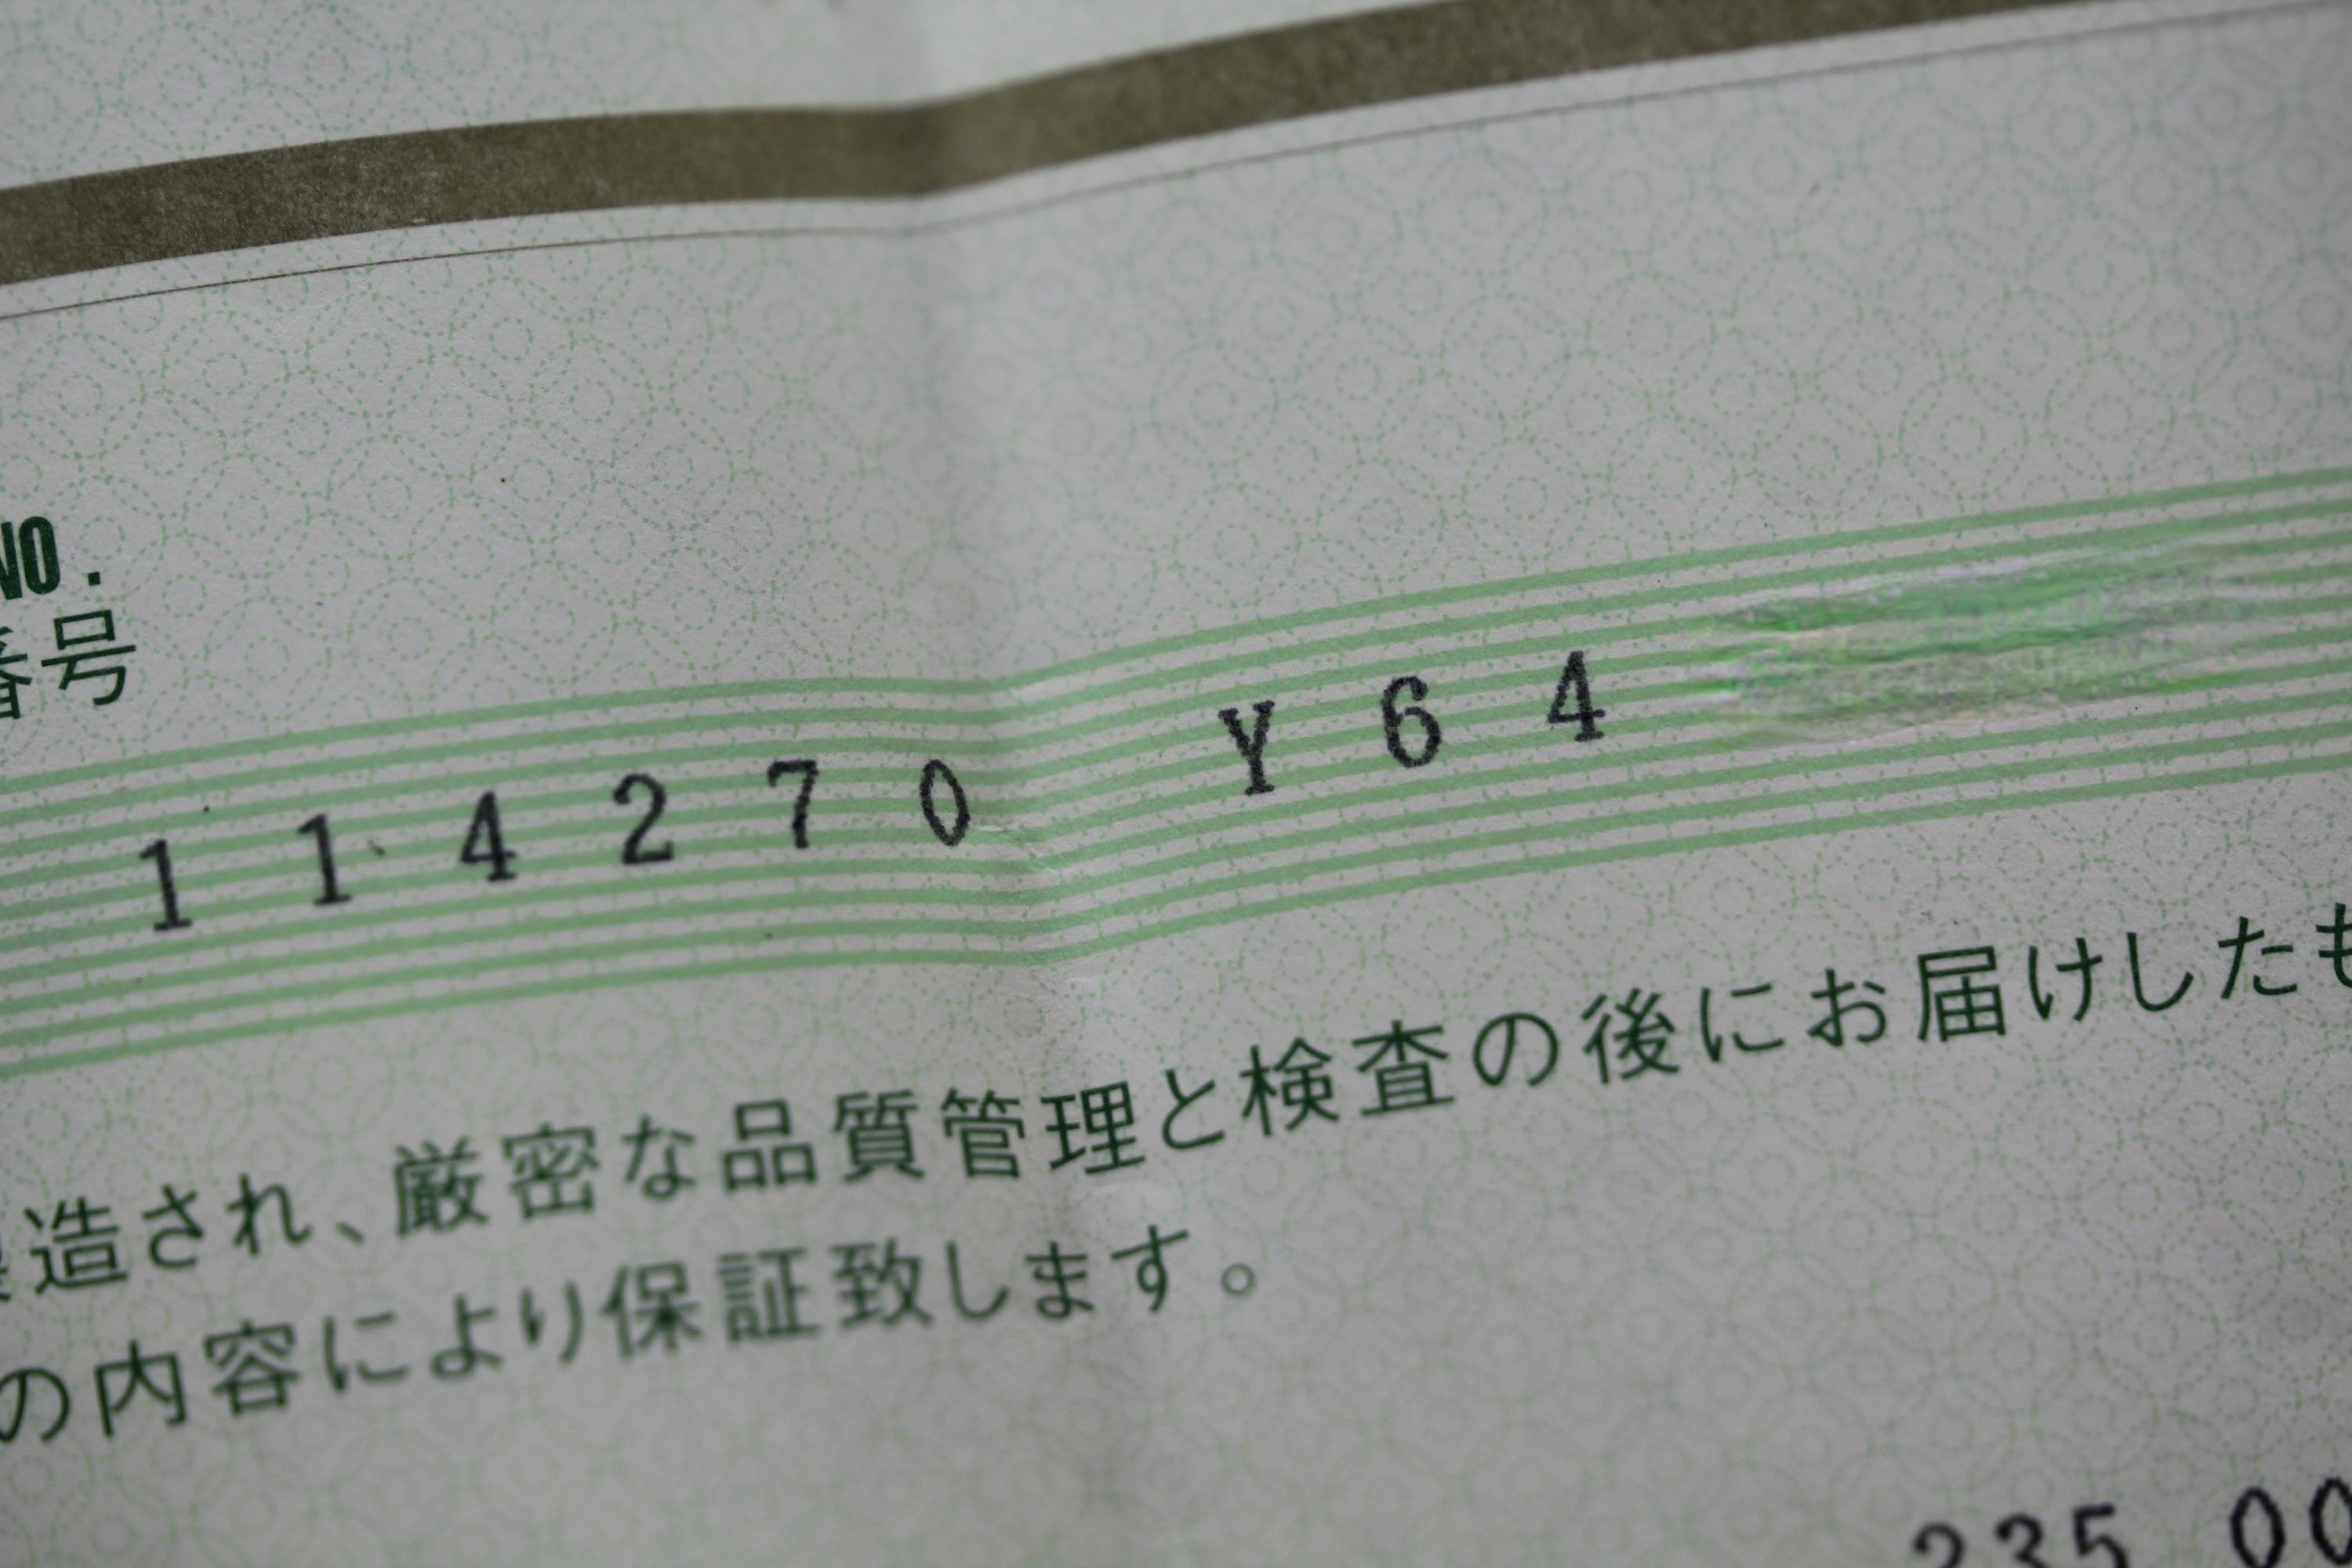 NO.
番号
114270 Y64
造され、厳密な品質管理と検査の後にお届けしたも
の内容により保証致します。
235 00